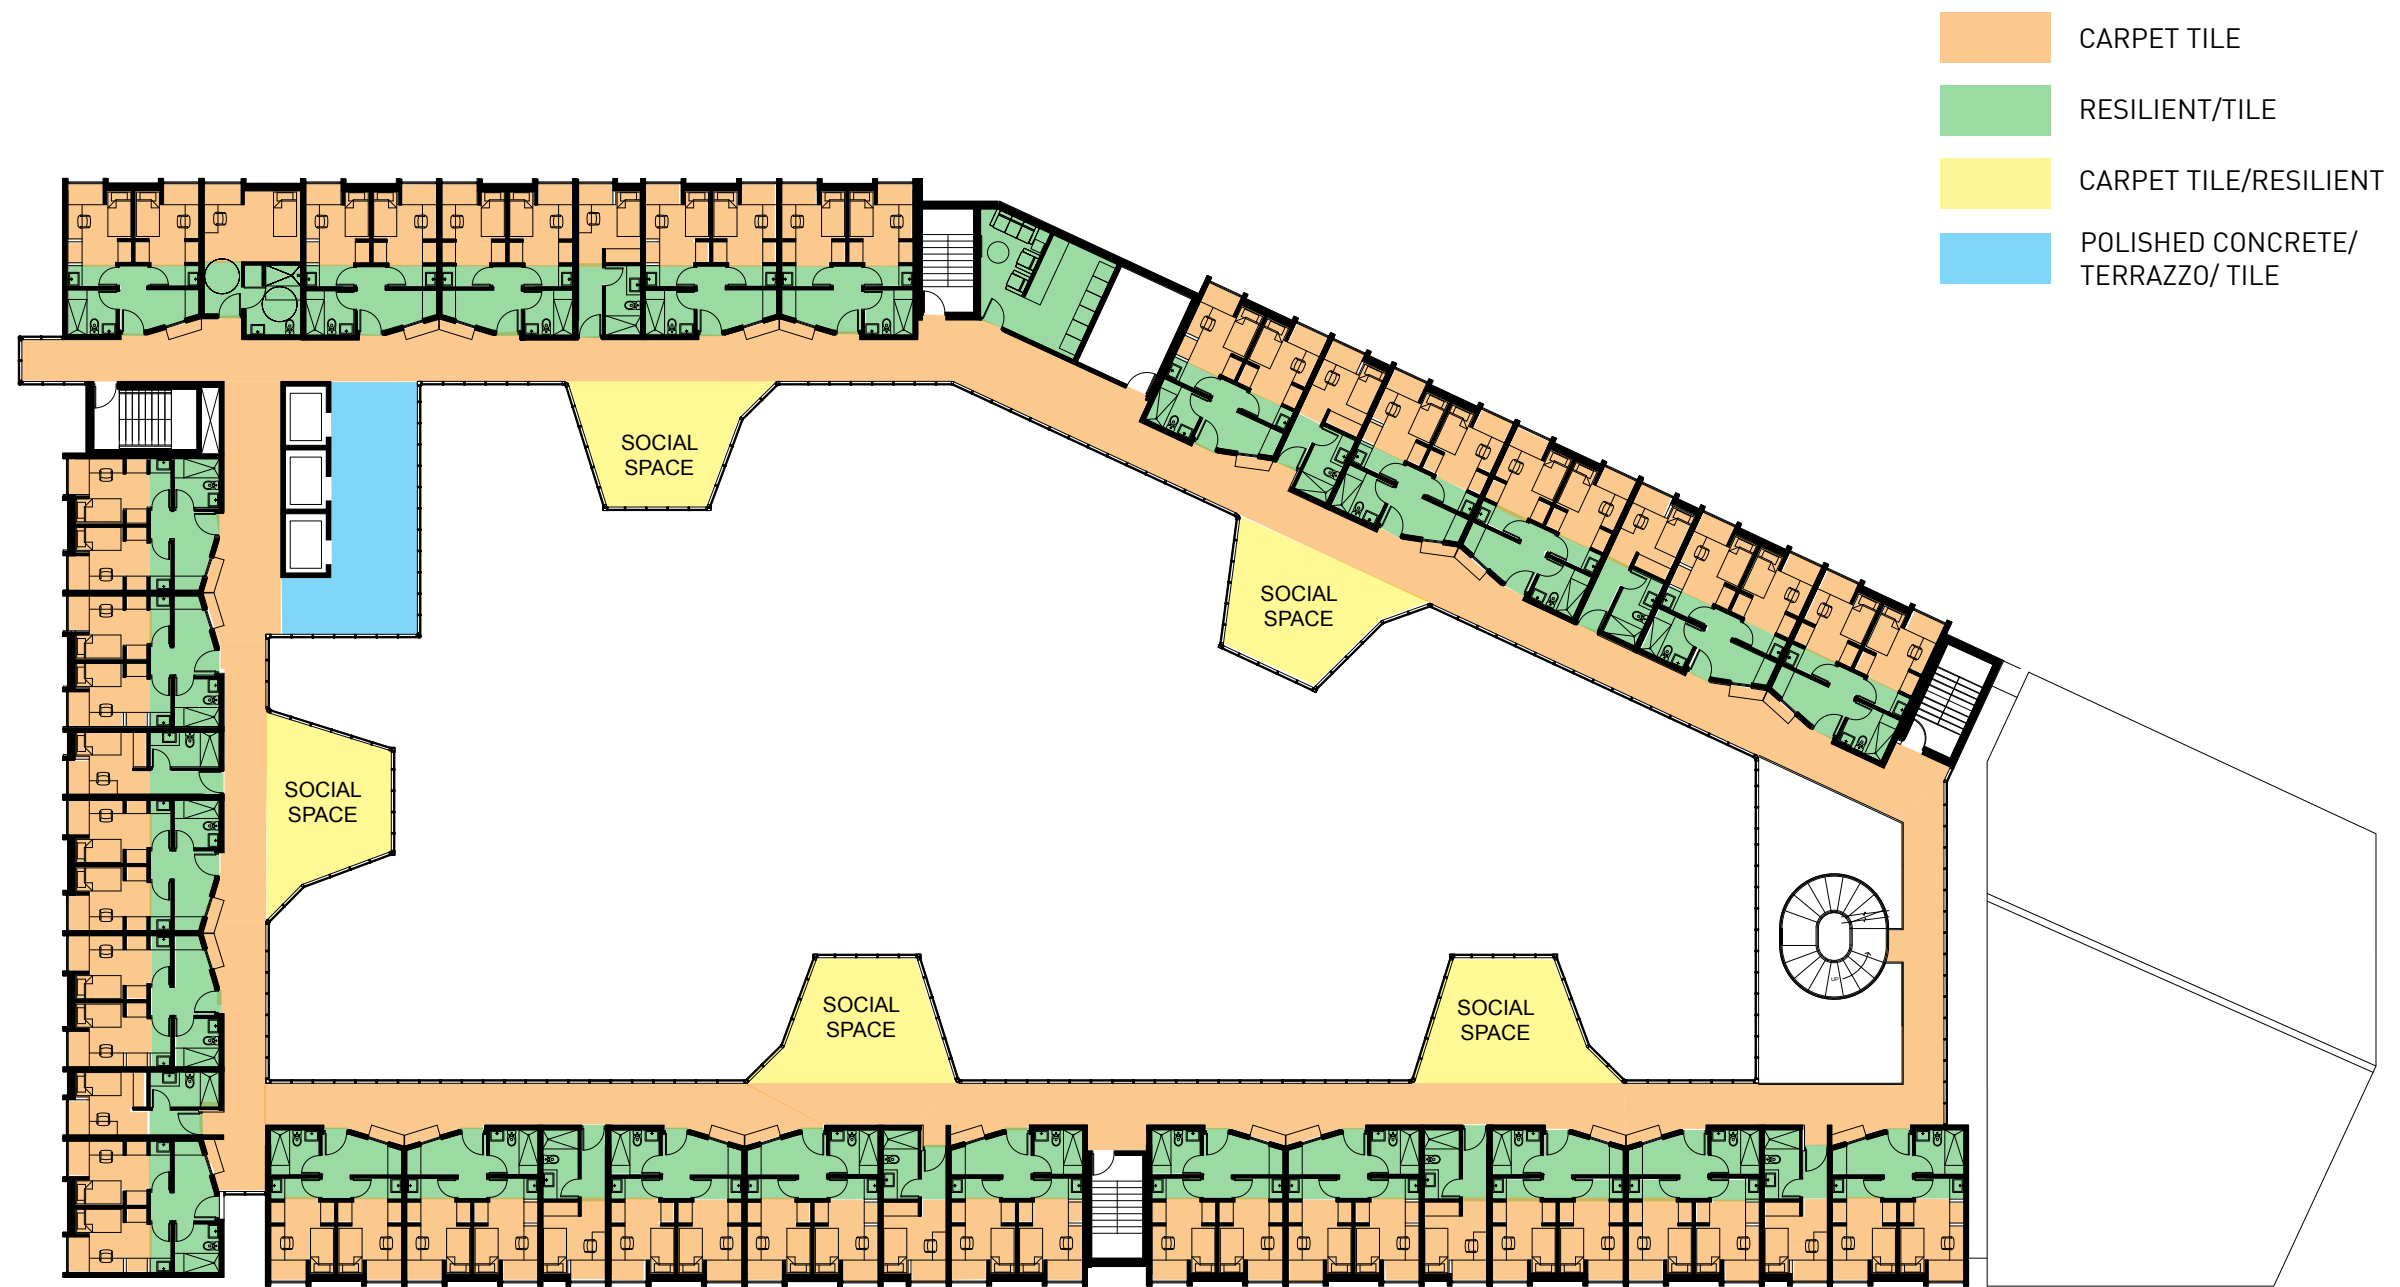 CARPET TILE
RESILIENT/TILE
CARPET TILE/RESILIENT
POLISHED CONCRETE/
TERRAZZO/ TILE
SOCIAL
SPACE
SOCIAL
SPACE
SOCIAL
SPACE
SOCIAL
SPACE
SOCIAL
SPACE
UP